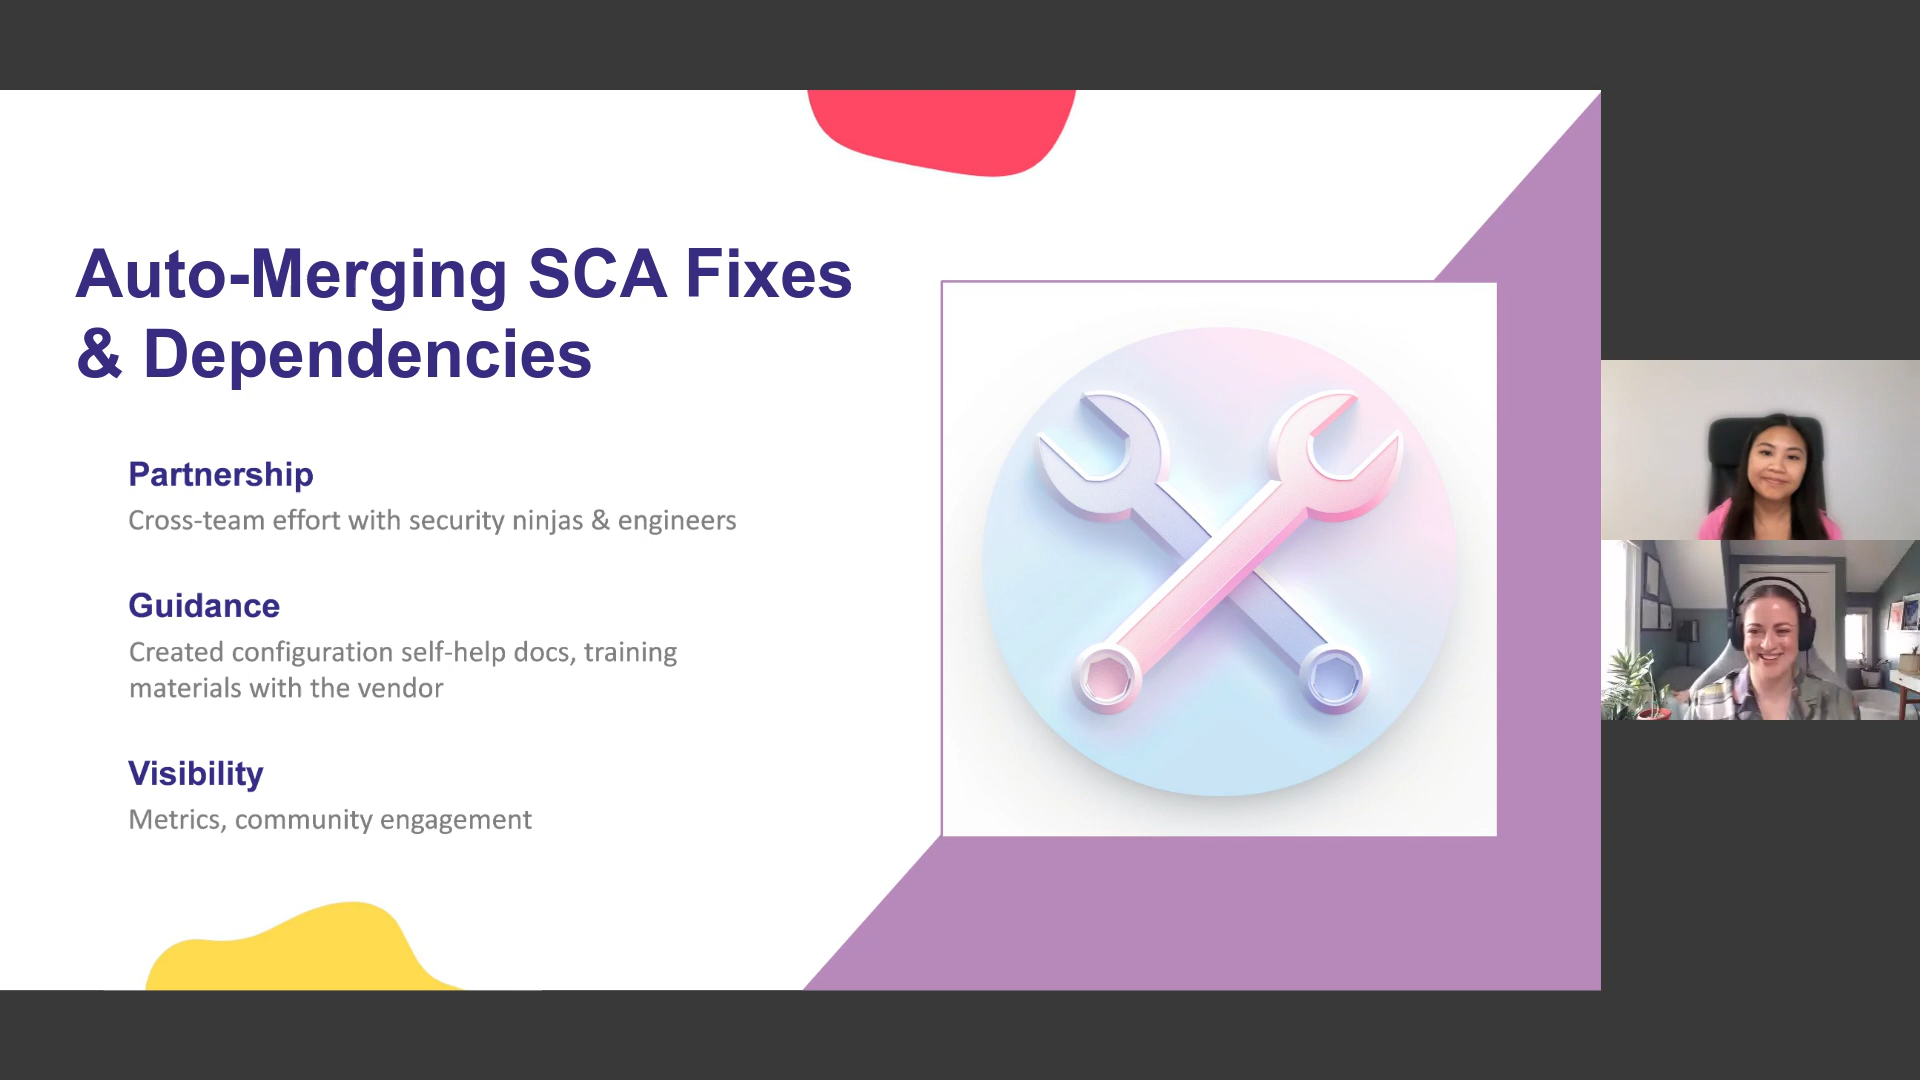 Auto-Merging SCA Fixes
& Dependencies
Partnership
Cross-team effort with security ninjas & engineers
Guidance
Created configuration self-help docs, training
materials with the vendor
Visibility
Metrics, community engagement